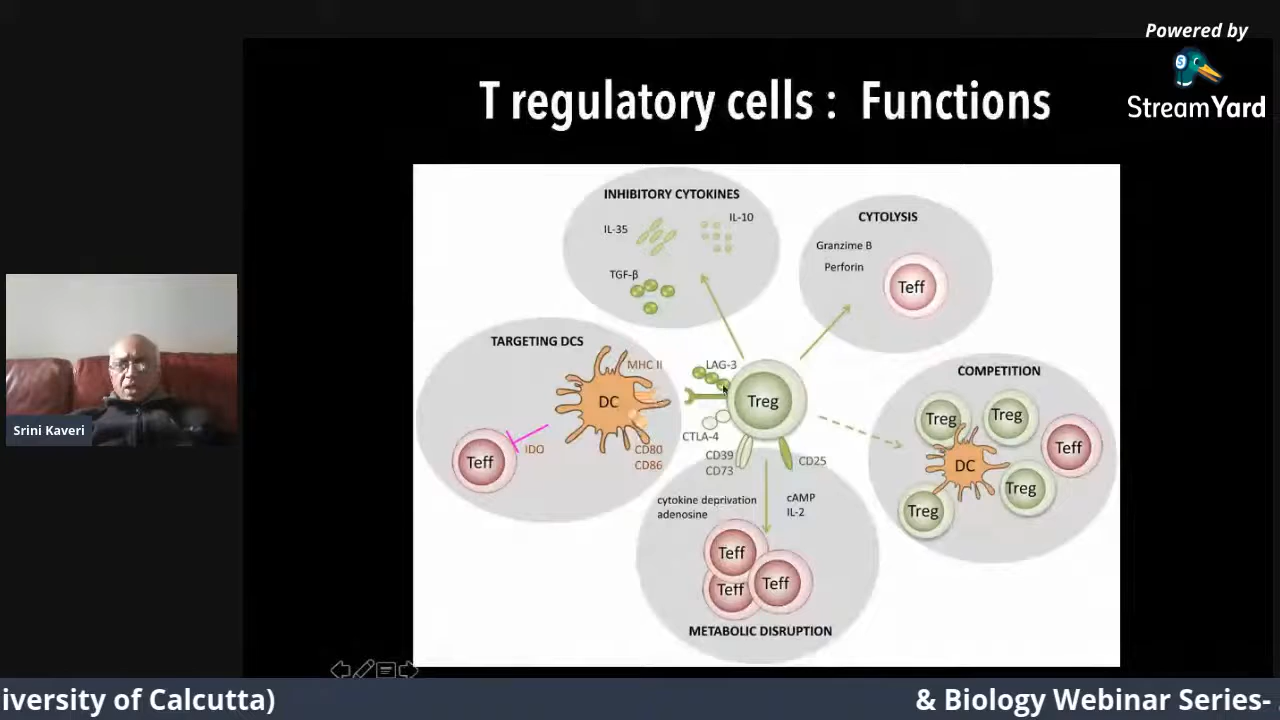 Powered by
StreamYard
T regulatory cells : Functions
INHIBITORY CYTOKINES
IL-35
IL-10
TGF-β
CYTOLYSIS
Granzime B
Perforin
Teff
TARGETING DCS
MHC II
DC
IDO
Teff
CD80
CD86
LAG-3
Treg
CTLA-4
CD39
CD73
CD25
COMPETITION
Treg
Treg
Teff
DC
Treg
Treg
cytokine deprivation
adenosine
cAMP
IL-2
Teff
Teff
Teff
METABOLIC DISRUPTION
Srini Kaveri
iversity of Calcutta)
& Biology Webinar Series-